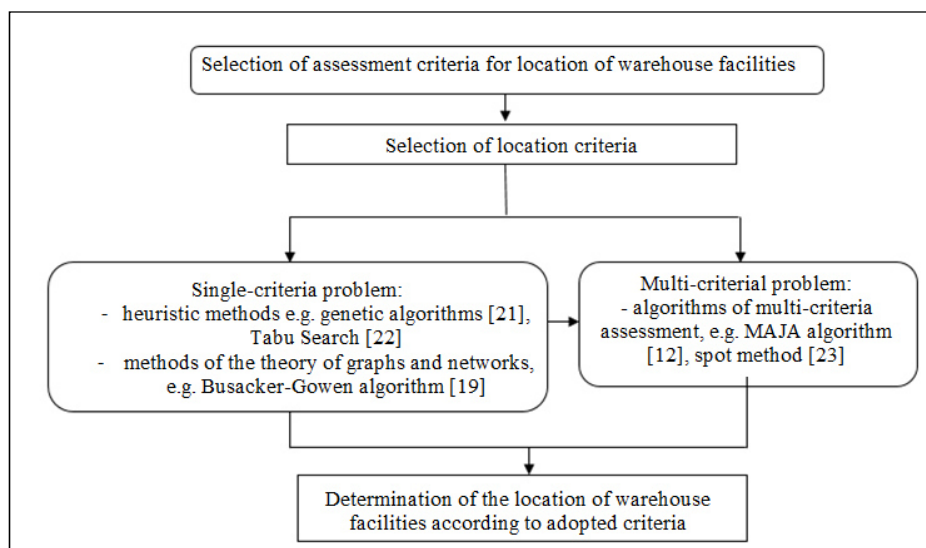 Selection of assessment criteria for location of warehouse facilities
Selection of location criteria
Single-criteria problem:
- heuristic methods e.g. genetic algorithms [21],
Tabu Search [22]
- methods of the theory of graphs and networks,
e.g. Busacker-Gowen algorithm [19]
Multi-criterial problem:
- algorithms of multi-criteria
assessment, e.g. MAJA algorithm
[12], spot method [23]
Determination of the location of warehouse
facilities according to adopted criteria